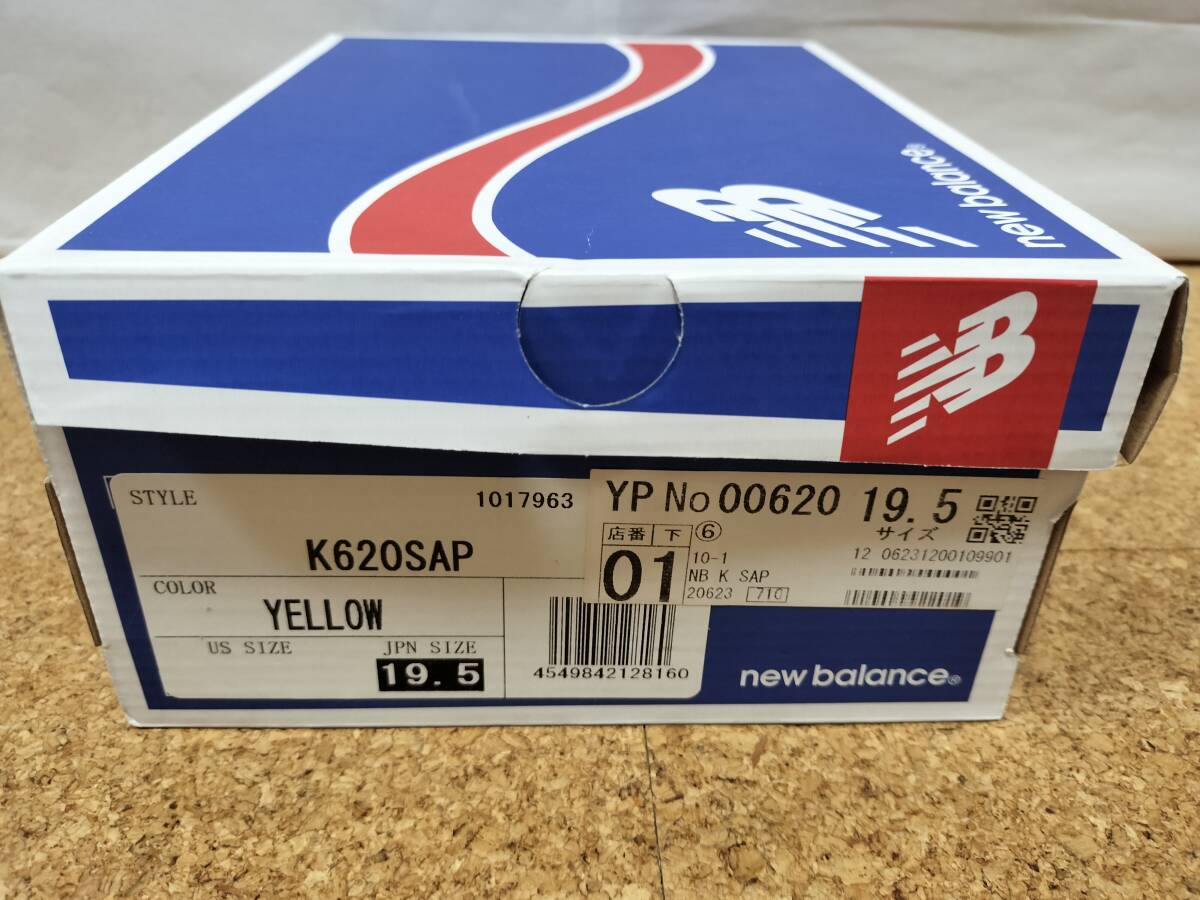 new balance
NB
STYLE 1017963
K620SAP
COLOR
YELLOW
US SIZE JPN SIZE
19.5
4549842128160
YP No 00620 19.5
サイズ
店番 下 ⑥
01
10-1
NB K SAP
20623 710
12 06231200109901
new balance